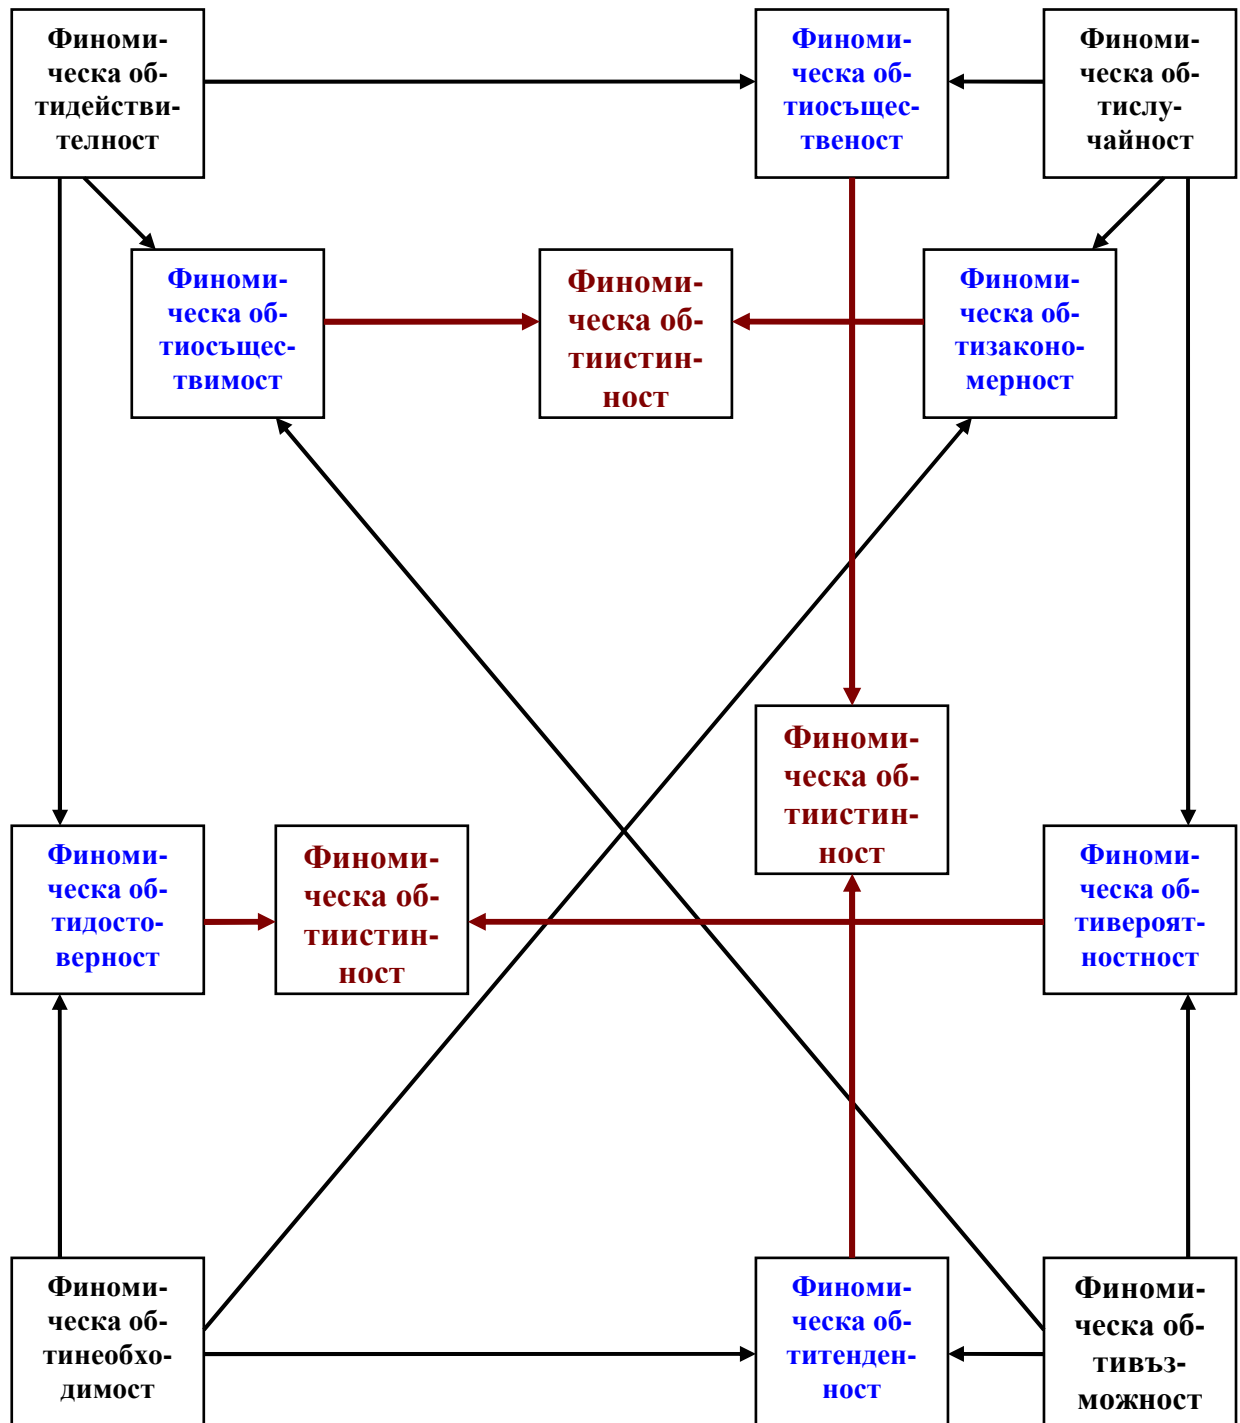 Финоми-
ческа об-
тидействи-
телност
Финоми-
ческа об-
тиосъщес-
твеност
Финоми-
ческа об-
тислу-
чайност
Финоми-
ческа об-
тиосъщес-
твимост
Финоми-
ческа об-
тиистин-
ност
Финоми-
ческа об-
тизаконо-
мерност
Финоми-
ческа об-
тиистин-
ност
Финоми-
ческа об-
тидосто-
верност
Финоми-
ческа об-
тиистин-
ност
Финоми-
ческа об-
тивероят-
ностност
Финоми-
ческа об-
тинеобхо-
димост
Финоми-
ческа об-
титенден-
ност
Финоми-
ческа об-
тивъз-
можност